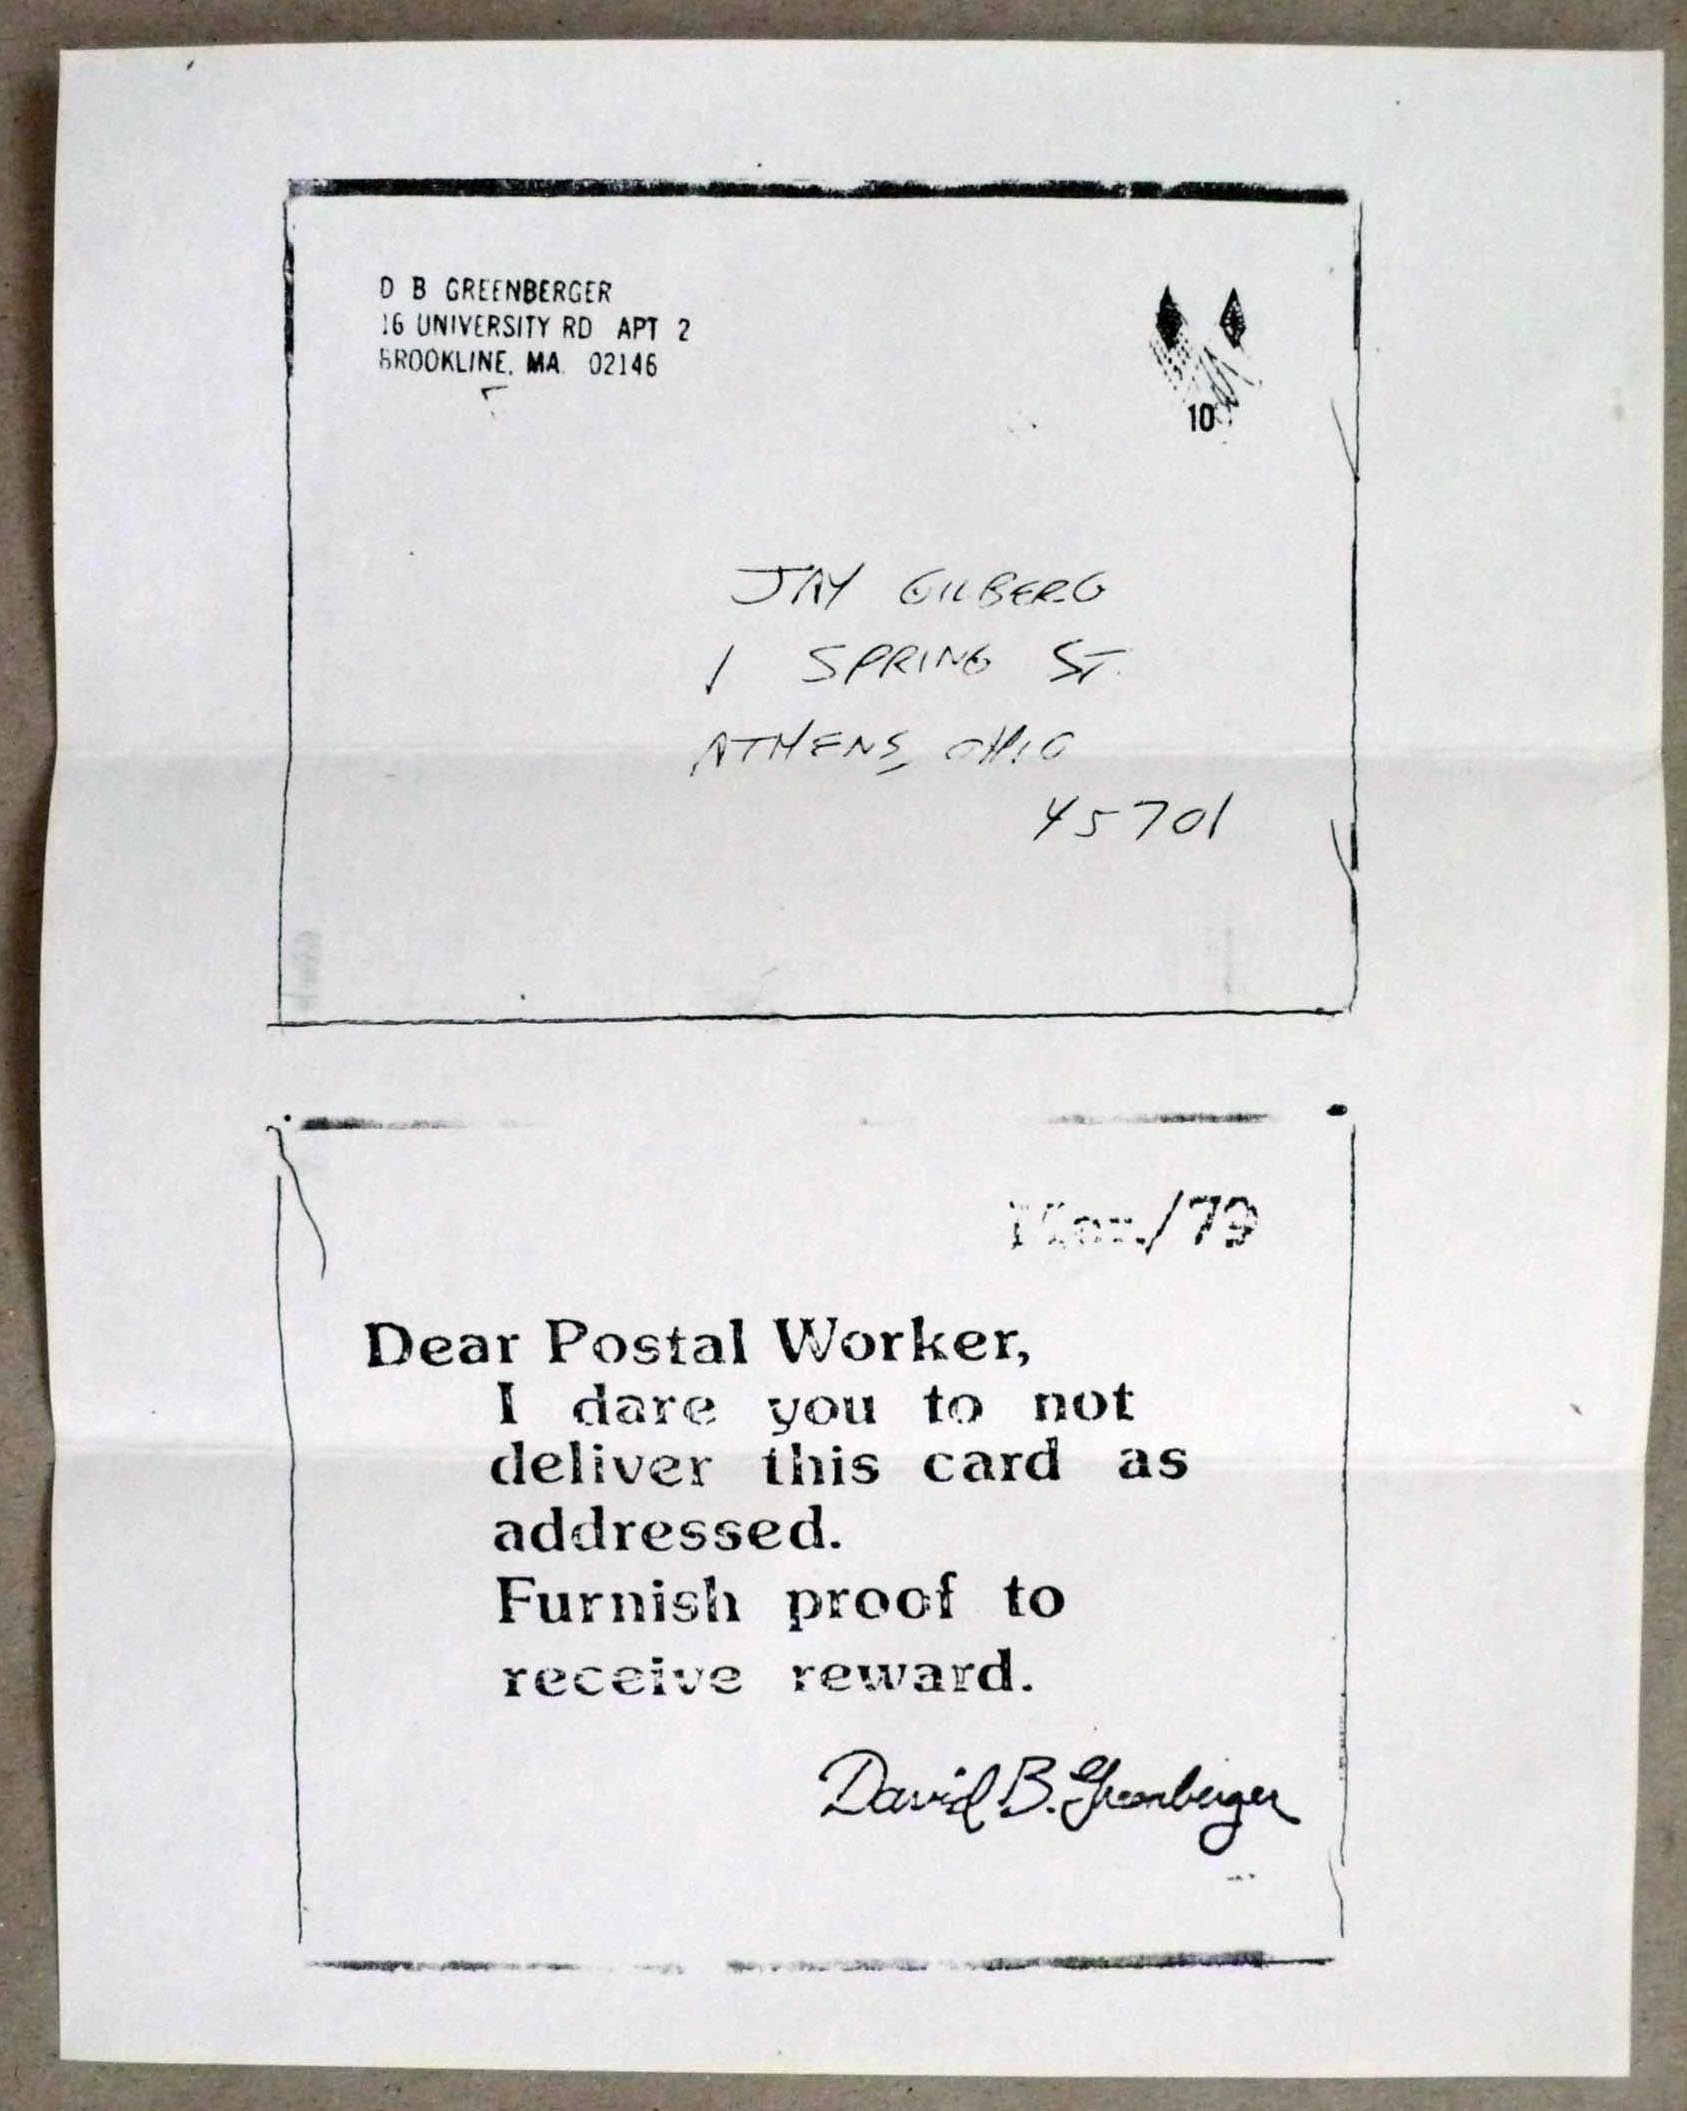 D B GREENBERGER
16 UNIVERSITY RD APT 2
BROOKLINE, MA 02146
10
JAY GILBERG
1 SPRING ST.
ATHENS, OHIO
45701
/79
Dear Postal Worker,
I dare you to not
deliver this card as
addressed.
Furnish proof to
receive reward.
David B. Greenberger